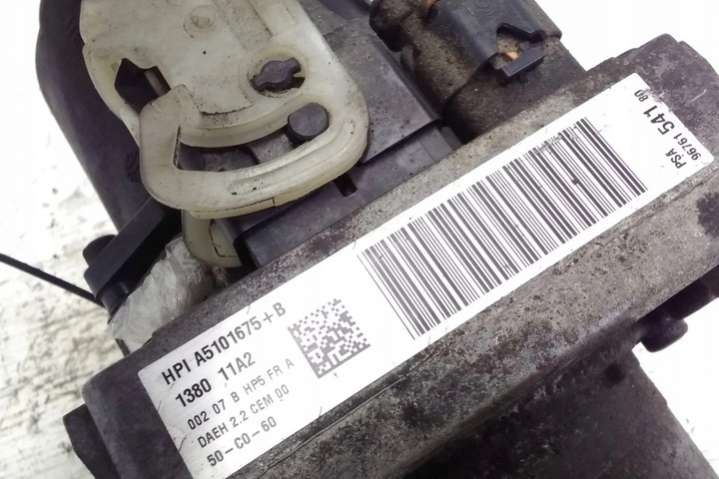 HPI A5101675+B
1380 11A2
002 07 B HP5 FR A
DAEH 2.2 CEM 00
50-C0-60
PSA
96761 541 80